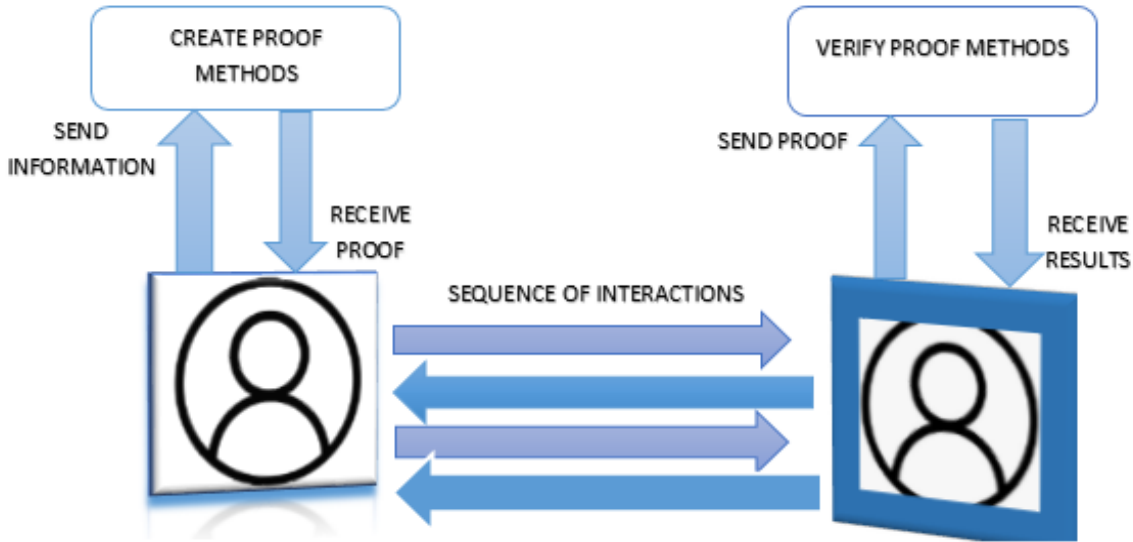 CREATE PROOF
METHODS
VERIFY PROOF METHODS
SEND
INFORMATION
SEND PROOF
RECEIVE
PROOF
RECEIVE
RESULTS
SEQUENCE OF INTERACTIONS